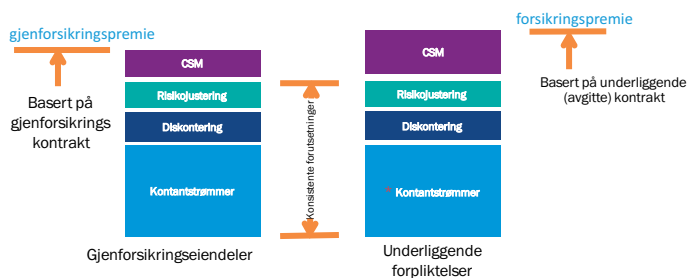 gjenforsikringspremie
Basert på
gjenforsikrings
kontrakt
CSM
Risikojustering
Diskontering
Kontantstrømmer
Gjenforsikringseiendeler
Konsistente forutsetninger
forsikringspremie
CSM
Risikojustering
Diskontering
* Kontantstrømmer
Underliggende
forpliktelser
Basert på underliggende
(avgitte) kontrakt